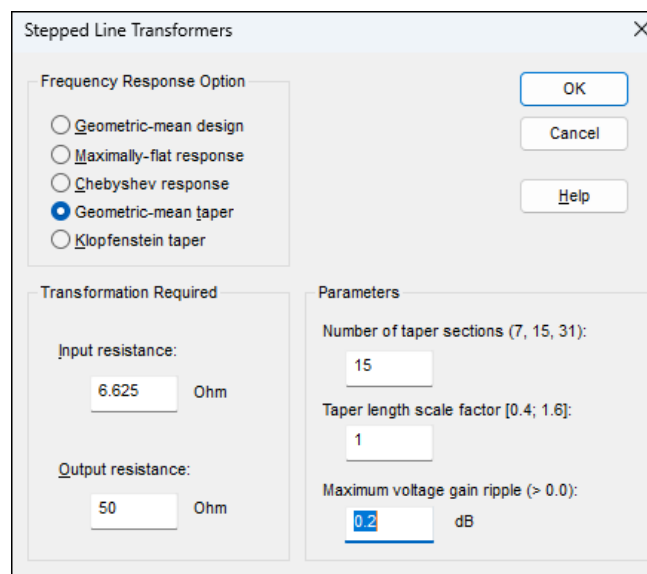 Stepped Line Transformers
Frequency Response Option
Geometric-mean design
Maximally-flat response
Chebyshev response
Geometric-mean taper
Klopfenstein taper
OK
Cancel
Help
Transformation Required
Input resistance:
6.625 Ohm
Output resistance:
50 Ohm
Parameters
Number of taper sections (7, 15, 31):
15
Taper length scale factor [0.4; 1.6]:
1
Maximum voltage gain ripple (> 0.0):
0.2 dB